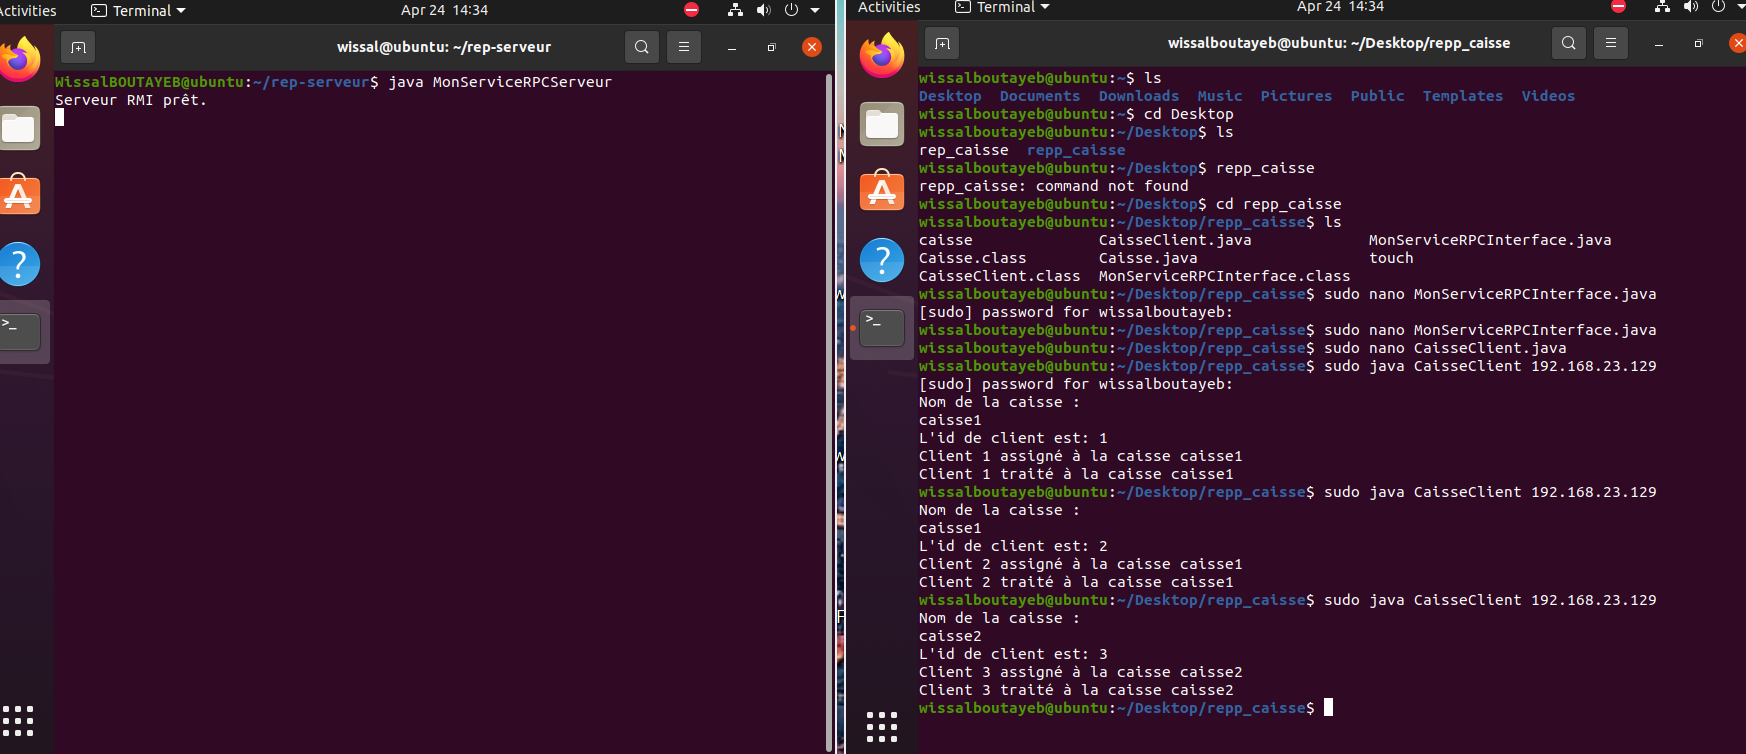 Activities
Terminal
Apr 24 14:34
wissal@ubuntu: ~/rep-serveur
WissalBOUTAYEB@ubuntu:~/rep-serveur$ java MonServiceRPCServeur
Serveur RMI prêt.
Activities
Terminal
Apr 24 14:34
wissalboutayeb@ubuntu: ~/Desktop/repp_caisse
wissalboutayeb@ubuntu:~$ ls
Desktop Documents Downloads Music Pictures Public Templates Videos
wissalboutayeb@ubuntu:~$ cd Desktop
wissalboutayeb@ubuntu:~/Desktop$ ls
rep_caisse repp_caisse
wissalboutayeb@ubuntu:~/Desktop$ repp_caisse
repp_caisse: command not found
wissalboutayeb@ubuntu:~/Desktop$ cd repp_caisse
wissalboutayeb@ubuntu:~/Desktop/repp_caisse$ ls
caisse CaisseClient.java MonServiceRPCInterface.java
Caisse.class Caisse.java touch
CaisseClient.class MonServiceRPCInterface.class
wissalboutayeb@ubuntu:~/Desktop/repp_caisse$ sudo nano MonServiceRPCInterface.java
[sudo] password for wissalboutayeb:
wissalboutayeb@ubuntu:~/Desktop/repp_caisse$ sudo nano MonServiceRPCInterface.java
wissalboutayeb@ubuntu:~/Desktop/repp_caisse$ sudo nano CaisseClient.java
wissalboutayeb@ubuntu:~/Desktop/repp_caisse$ sudo java CaisseClient 192.168.23.129
[sudo] password for wissalboutayeb:
Nom de la caisse :
caisse1
L'id de client est: 1
Client 1 assigné à la caisse caisse1
Client 1 traité à la caisse caisse1
wissalboutayeb@ubuntu:~/Desktop/repp_caisse$ sudo java CaisseClient 192.168.23.129
Nom de la caisse :
caisse1
L'id de client est: 2
Client 2 assigné à la caisse caisse1
Client 2 traité à la caisse caisse1
wissalboutayeb@ubuntu:~/Desktop/repp_caisse$ sudo java CaisseClient 192.168.23.129
Nom de la caisse :
caisse2
L'id de client est: 3
Client 3 assigné à la caisse caisse2
Client 3 traité à la caisse caisse2
wissalboutayeb@ubuntu:~/Desktop/repp_caisse$